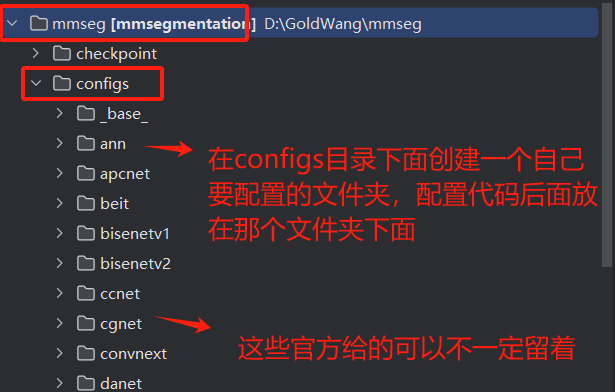 mmseg [mmsegmentation] D:\GoldWang\mmseg
checkpoint
configs
_base_
ann
apcnet
beit
bisenetv1
bisenetv2
ccnet
cgnet
convnext
danet
在configs目录下面创建一个自己
要配置的文件夹，配置代码后面放
在那个文件夹下面
这些官方给的可以不一定留着